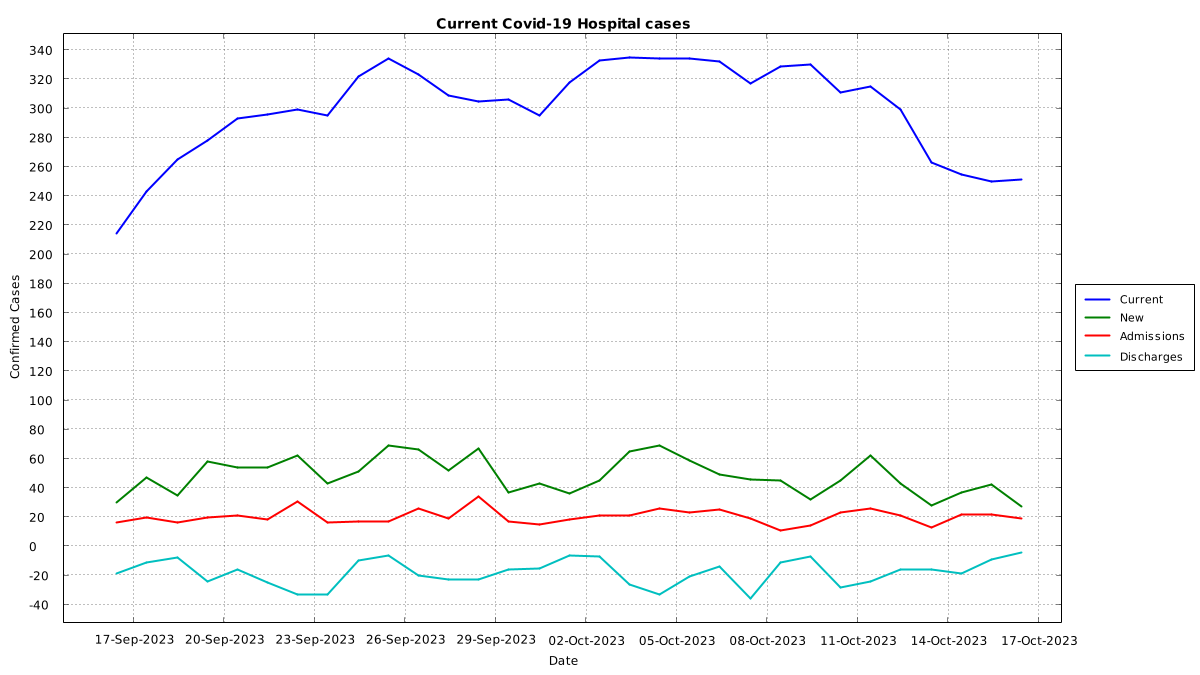 Current Covid-19 Hospital cases
340
320
300
280
260
240
220
200
180
160
140
120
100
80
60
40
20
0
-20
-40
Confirmed Cases
17-Sep-2023 20-Sep-2023 23-Sep-2023 26-Sep-2023 29-Sep-2023 02-Oct-2023 05-Oct-2023 08-Oct-2023 11-Oct-2023 14-Oct-2023 17-Oct-2023
Date
Current
New
Admissions
Discharges